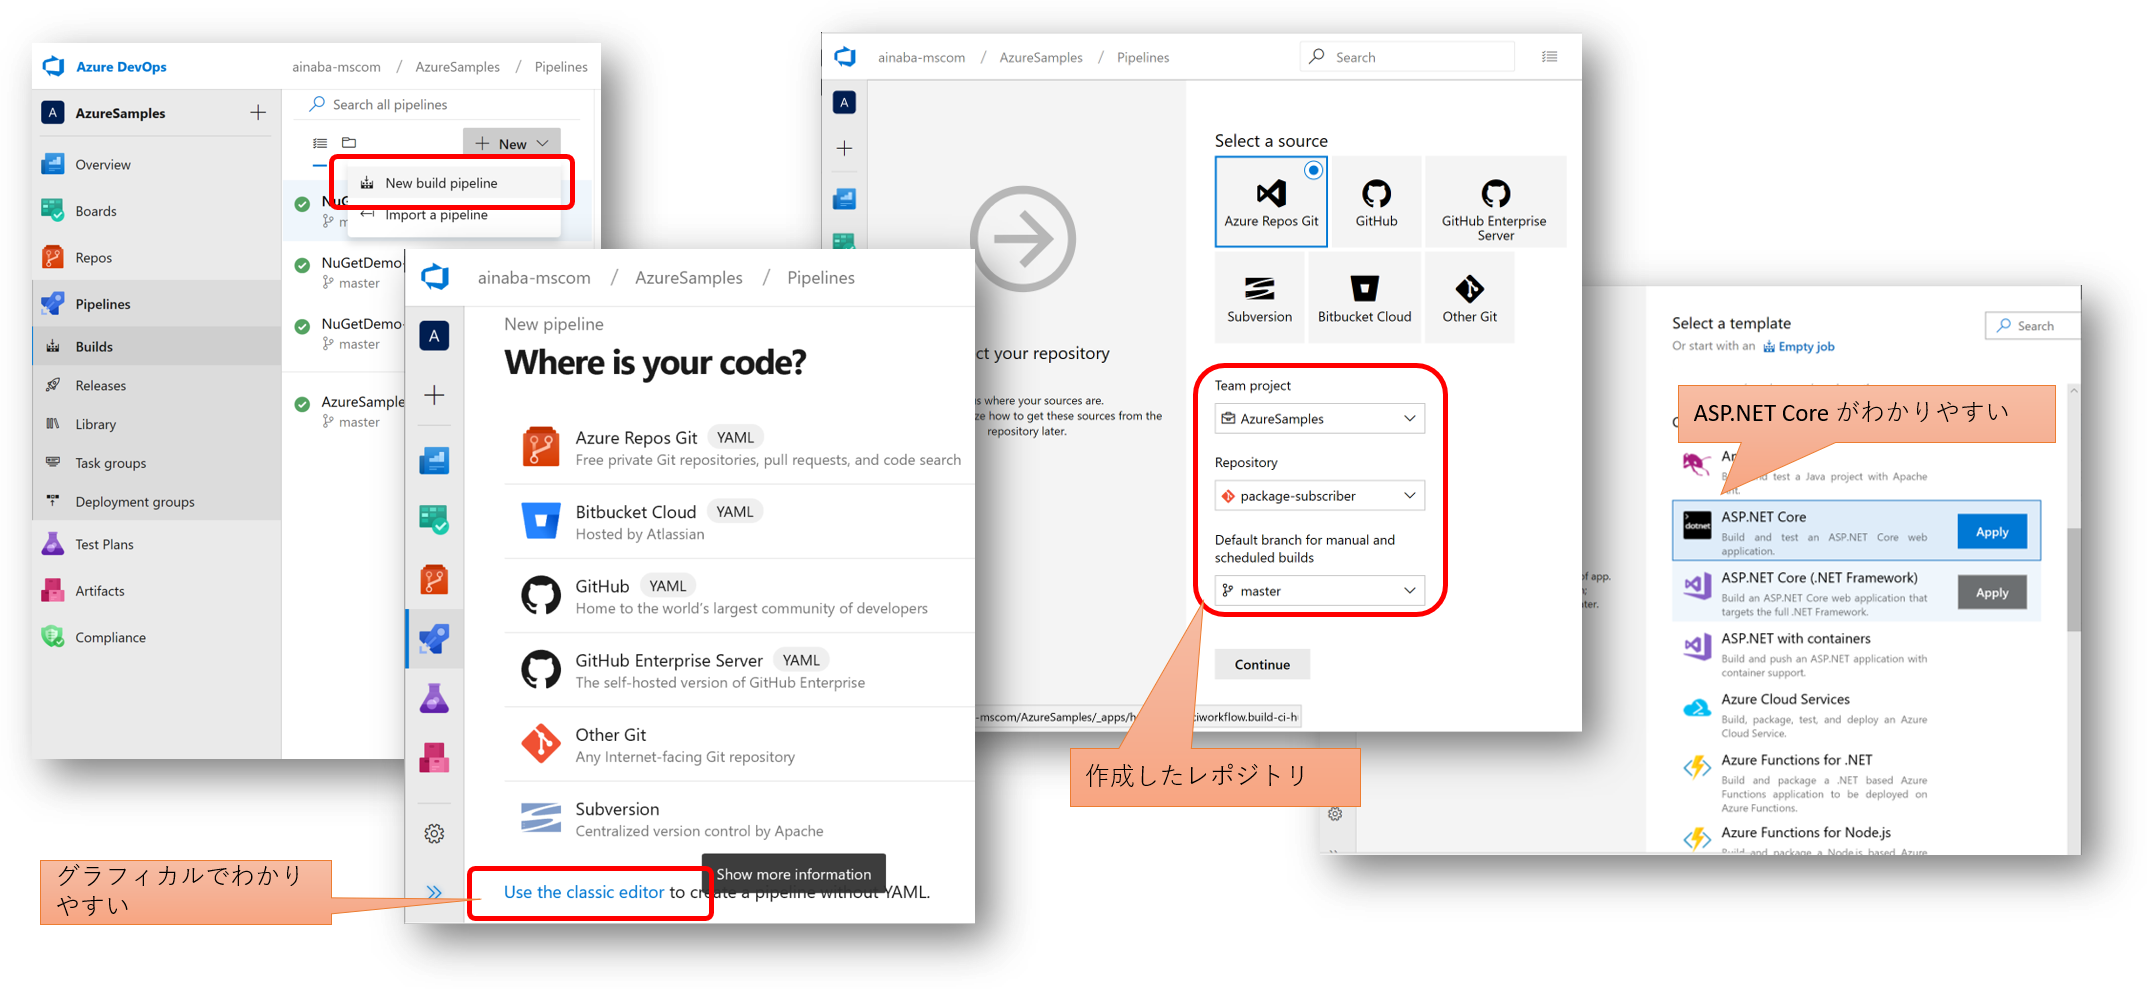 Azure DevOps
ainaba-mscom / AzureSamples / Pipelines
A AzureSamples
Search all pipelines
New
New build pipeline
Import a pipeline
Overview
Boards
Repos
Pipelines
Builds
Releases
Library
Task groups
Deployment groups
Test Plans
Artifacts
Compliance
NuGetDemo-
master
NuGetDemo-
master
AzureSample
master
グラフィカルでわかり
やすい
ainaba-mscom / AzureSamples / Pipelines
A
New pipeline
Where is your code?
Azure Repos Git YAML
Free private Git repositories, pull requests, and code search
Bitbucket Cloud YAML
Hosted by Atlassian
GitHub YAML
Home to the world's largest community of developers
GitHub Enterprise Server YAML
The self-hosted version of GitHub Enterprise
Other Git
Any Internet-facing Git repository
Subversion
Centralized version control by Apache
Show more information
Use the classic editor to create a pipeline without YAML.
ainaba-mscom / AzureSamples / Pipelines
Search
A
ct your repository
s where your sources are.
ze how to get these sources from the
repository later.
Select a source
Azure Repos Git
GitHub
GitHub Enterprise
Server
Subversion
Bitbucket Cloud
Other Git
Team project
AzureSamples
Repository
package-subscriber
Default branch for manual and
scheduled builds
master
Continue
-mscom/AzureSamples/_apps/h
ciworkflow.build-ci-h
作成したレポジトリ
Select a template
Or start with an Empty job
Search
ASP.NET Core がわかりやすい
test a Java project with Apache
dotnet
ASP.NET Core
Build and test an ASP.NET Core web
application.
Apply
of app.
ASP.NET Core (.NET Framework)
Build an ASP.NET Core web application that
targets the full .NET Framework.
Apply
ASP.NET with containers
Build and push an ASP.NET application with
container support.
Azure Cloud Services
Build, package, test, and deploy an Azure
Cloud Service.
Azure Functions for .NET
Build and package a .NET based Azure
Functions application to be deployed on
Azure Functions.
Azure Functions for Node.js
Build and package a Node.js based Azure